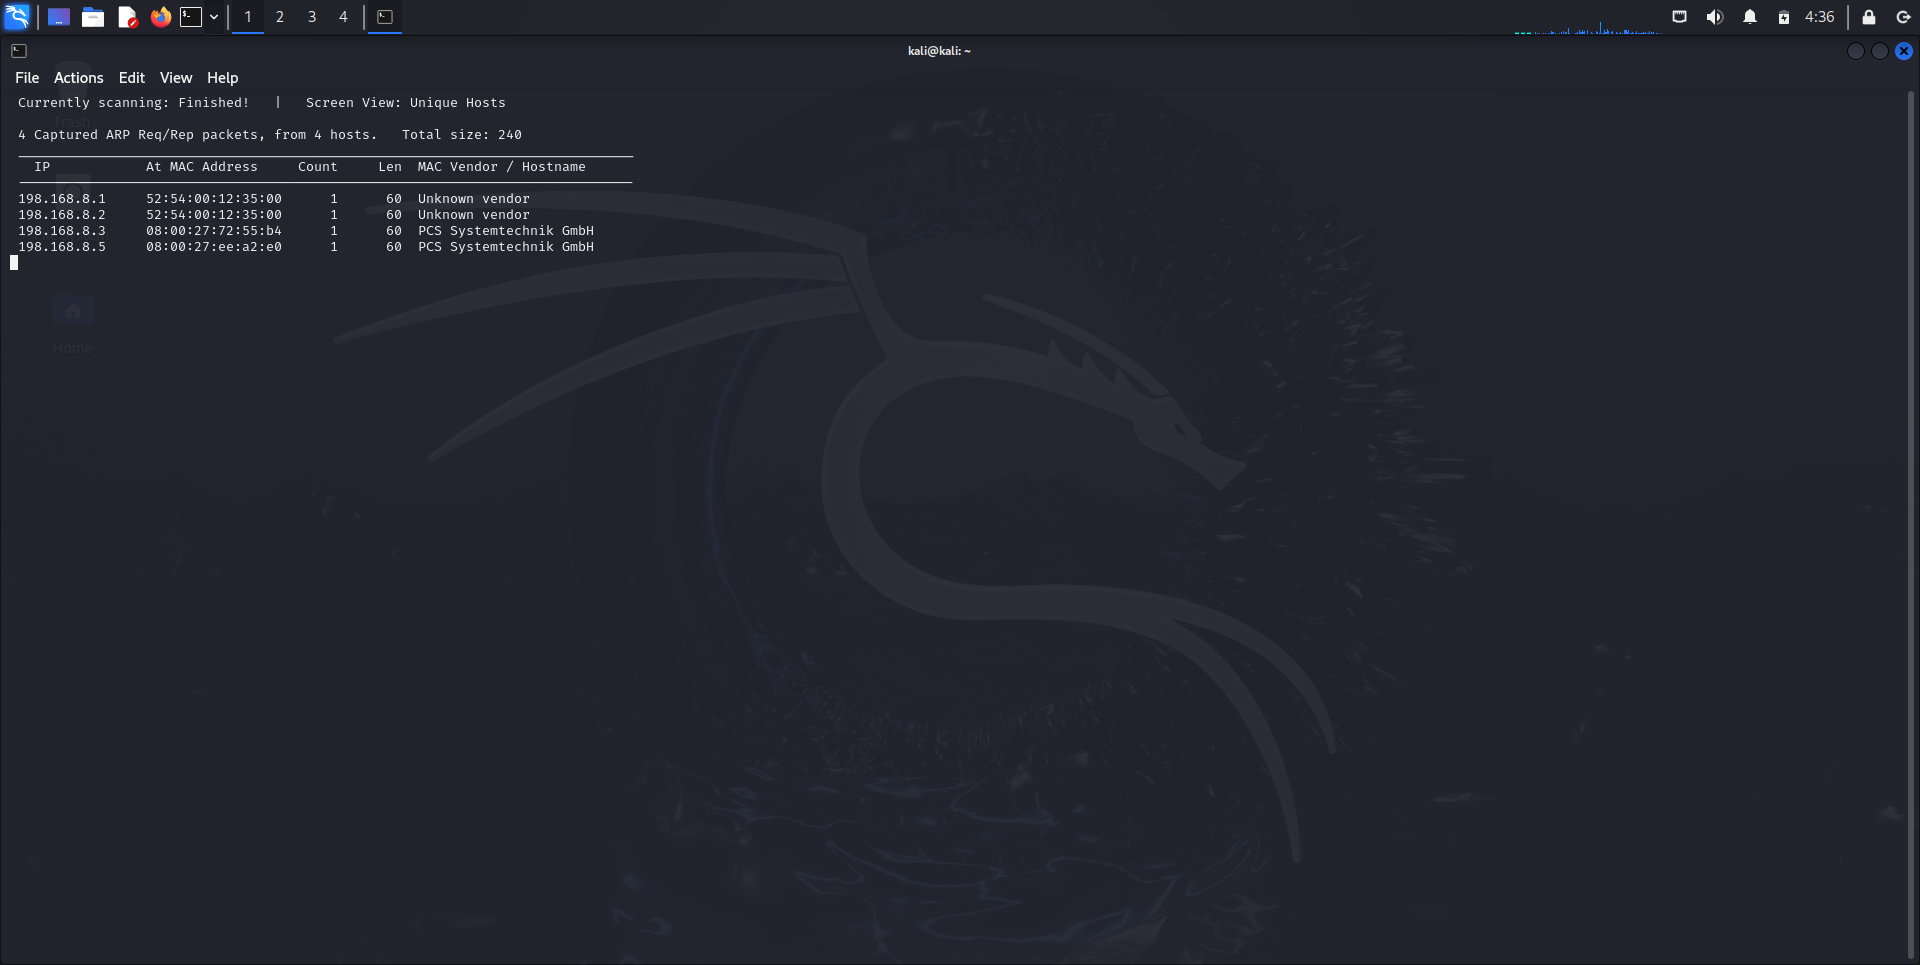 1 2 3 4 4:36
kali@kali: ~
File Actions Edit View Help
Currently scanning: Finished! | Screen View: Unique Hosts
Trash
4 Captured ARP Req/Rep packets, from 4 hosts. Total size: 240
IP At MAC Address Count Len MAC Vendor / Hostname
198.168.8.1 52:54:00:12:35:00 1 60 Unknown vendor
198.168.8.2 52:54:00:12:35:00 1 60 Unknown vendor
198.168.8.3 08:00:27:72:55:b4 1 60 PCS Systemtechnik GmbH
198.168.8.5 08:00:27:ee:a2:e0 1 60 PCS Systemtechnik GmbH
Home